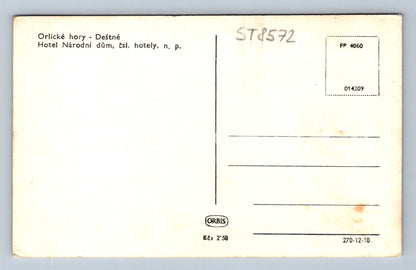 Orlické hory - Deštné
Hotel Národní dům, čsl. hotely, n. p.
ST8572
FP 4060
014209
ORBIS
Kčs 2'50
270-12-10